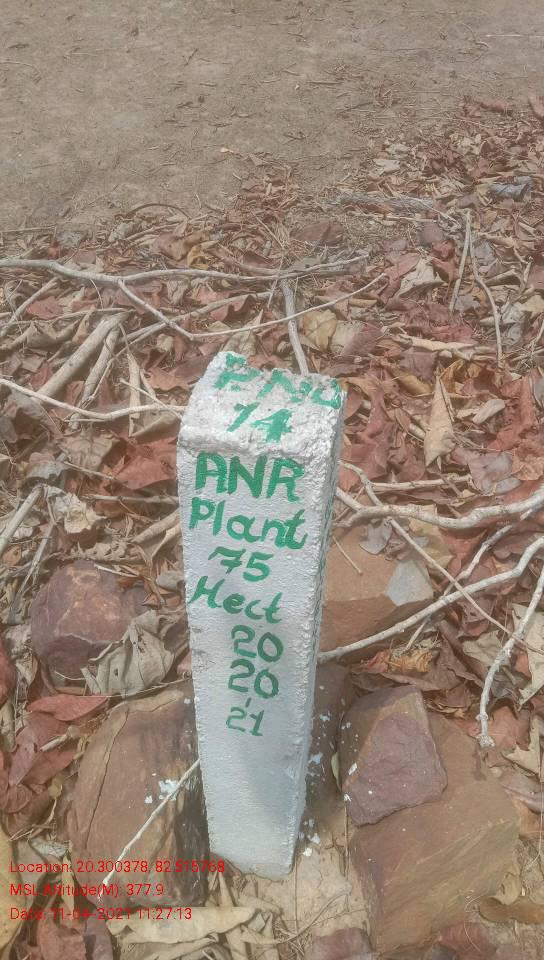 P No
14
ANR
Plant
75
Hect
20
20
21
Location: 20.300378, 82.515768
MSL Altitude(M): 377.9
Date: 11-04-2021 11:27:13